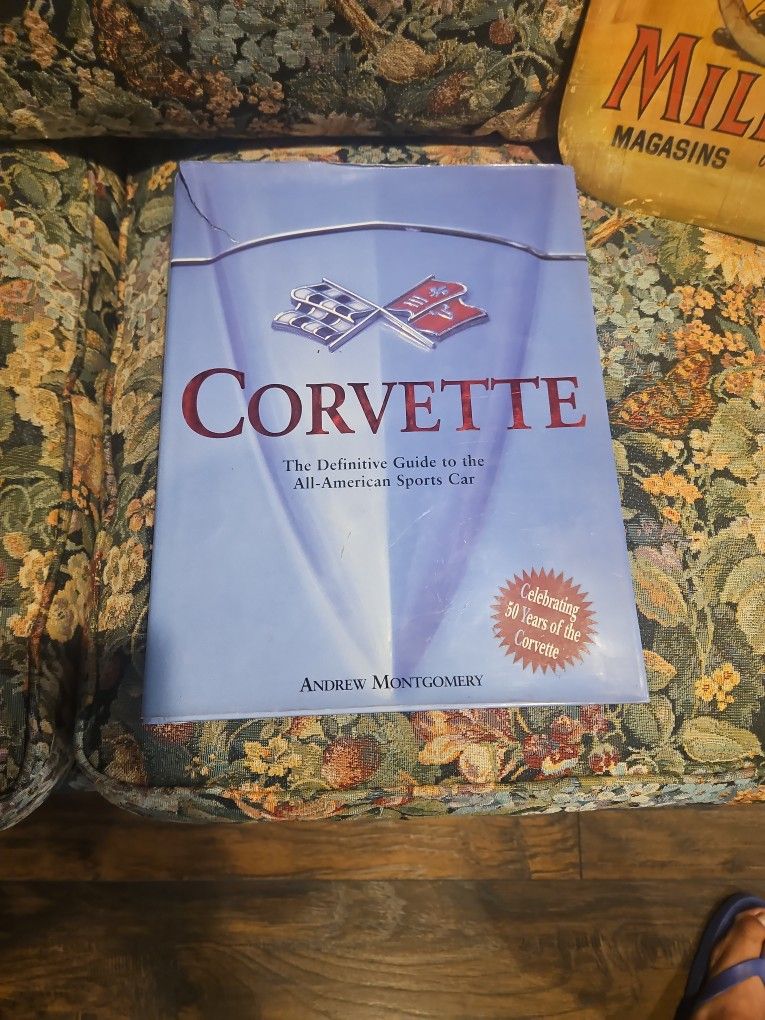 MIL
MAGASINS
CORVETTE
The Definitive Guide to the
All-American Sports Car
Celebrating
50 Years of the
Corvette
ANDREW MONTGOMERY